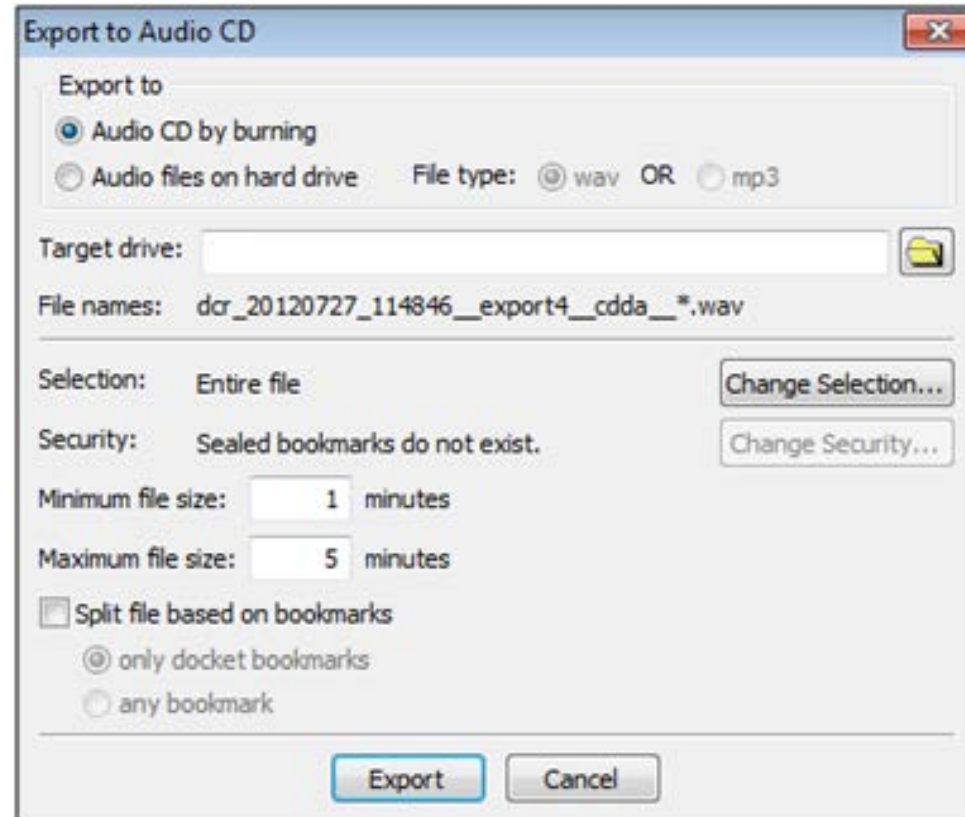 Export to Audio CD
Export to
Audio CD by burning
Audio files on hard drive File type: wav OR mp3
Target drive:
File names: dcr_20120727_114846__export4__cdda__*.wav
Selection: Entire file Change Selection...
Security: Sealed bookmarks do not exist. Change Security...
Minimum file size: 1 minutes
Maximum file size: 5 minutes
Split file based on bookmarks
only docket bookmarks
any bookmark
Export Cancel